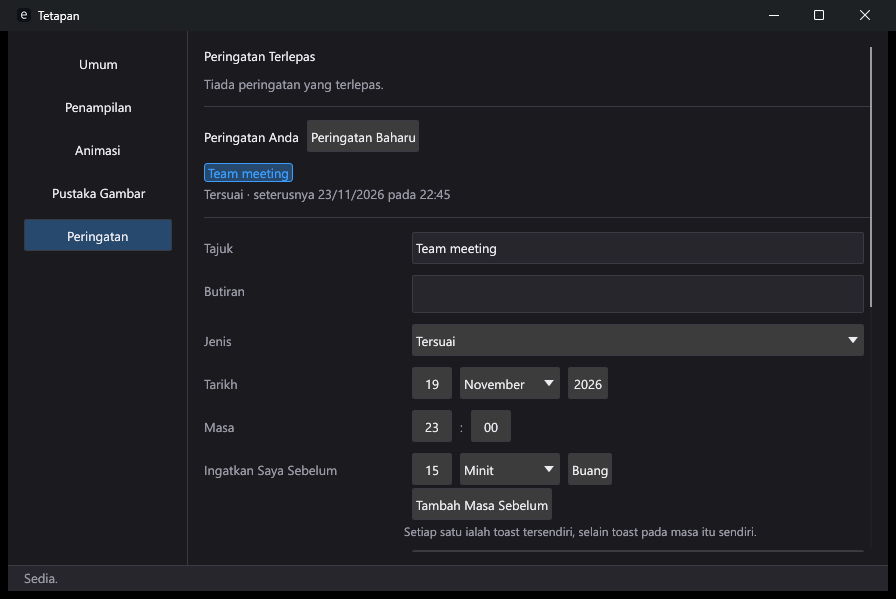 e Tetapan
Umum
Penampilan
Animasi
Pustaka Gambar
Peringatan
Peringatan Terlepas
Tiada peringatan yang terlepas.
Peringatan Anda Peringatan Baharu
Team meeting
Tersuai · seterusnya 23/11/2026 pada 22:45
Tajuk Team meeting
Butiran
Jenis Tersuai
Tarikh 19 November 2026
Masa 23 : 00
Ingatkan Saya Sebelum 15 Minit Buang
Tambah Masa Sebelum
Setiap satu ialah toast tersendiri, selain toast pada masa itu sendiri.
Sedia.